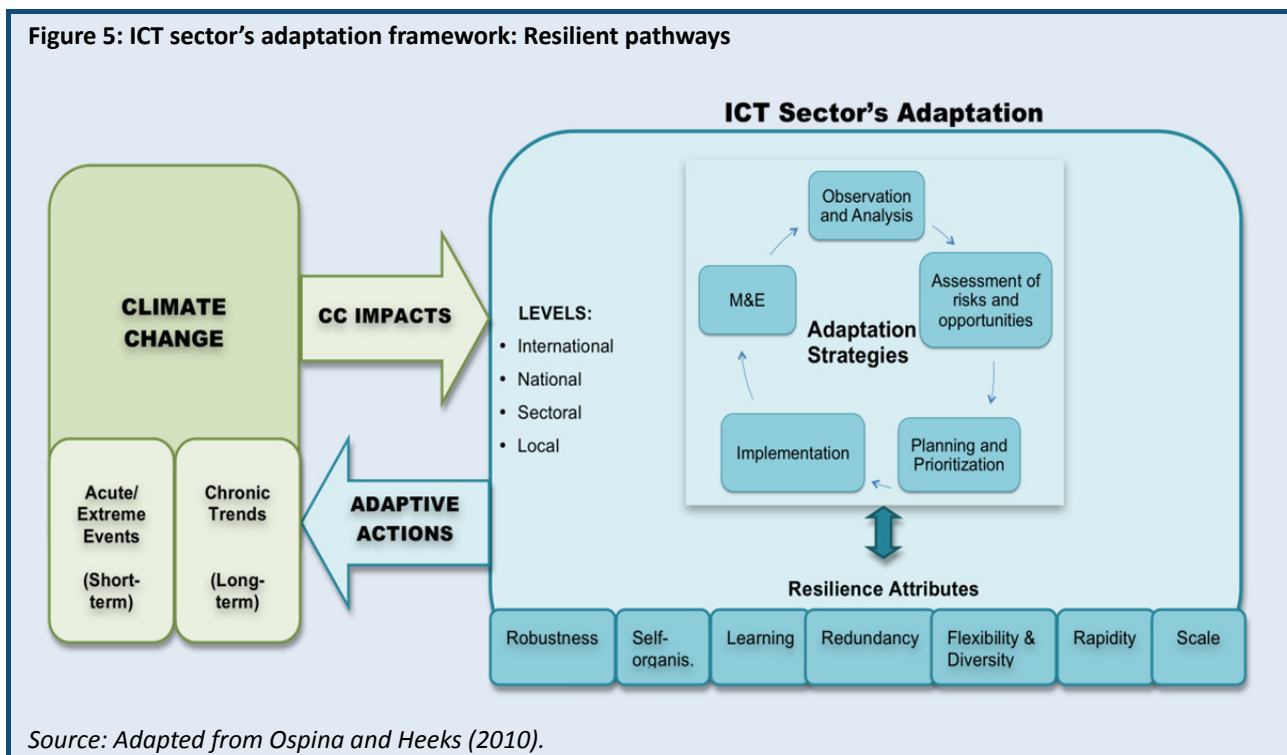 Figure 5: ICT sector's adaptation framework: Resilient pathways
ICT Sector's Adaptation
CLIMATE
CHANGE
CC IMPACTS
ADAPTIVE
ACTIONS
Acute/
Extreme
Events
(Short-
term)
Chronic
Trends
(Long-
term)
LEVELS:
• International
• National
• Sectoral
• Local
Observation
and Analysis
Assessment of
risks and
opportunities
Planning and
Prioritization
Implementation
M&E
Adaptation
Strategies
Resilience Attributes
Robustness
Self-
organis.
Learning
Redundancy
Flexibility &
Diversity
Rapidity
Scale
Source: Adapted from Ospina and Heeks (2010).